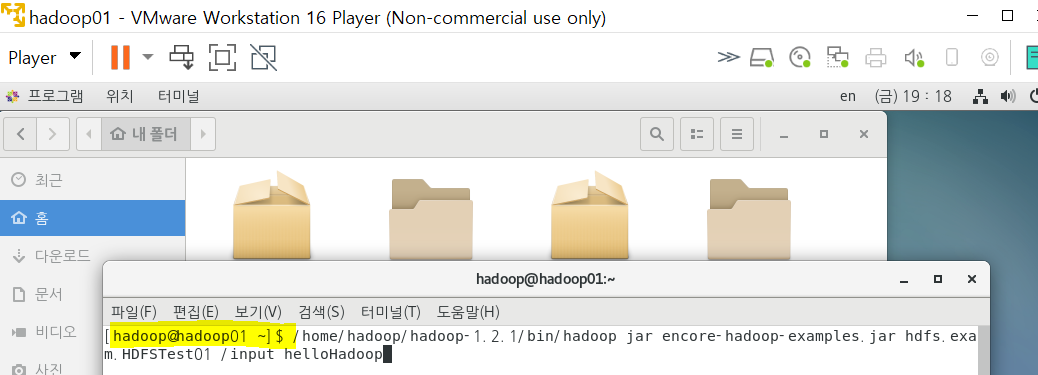 hadoop01 - VMware Workstation 16 Player (Non-commercial use only)
Player
프로그램 위치 터미널 en (금) 19 : 18
내 폴더
최근
홈
다운로드
문서
비디오
사진
hadoop@hadoop01:~
파일(F) 편집(E) 보기(V) 검색(S) 터미널(T) 도움말(H)
[hadoop@hadoop01 ~]$ /home/hadoop/hadoop-1.2.1/bin/hadoop jar encore-hadoop-examples.jar hdfs.exa
m.HDFSTest01 /input helloHadoop